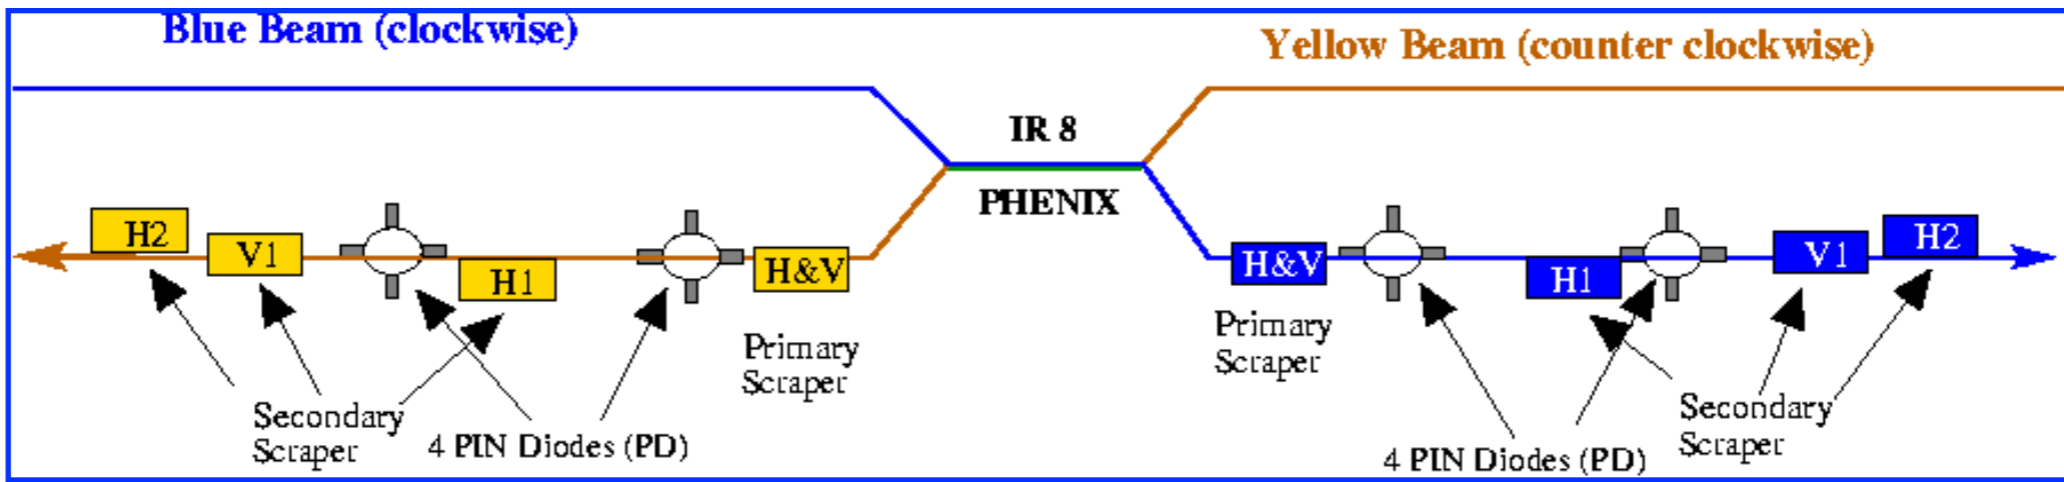 Blue Beam (clockwise)
Yellow Beam (counter clockwise)
IR 8
PHENIX
H2
V1
H1
H&V
H&V
H1
V1
H2
Primary
Scraper
Primary
Scraper
Secondary
Scraper
4 PIN Diodes (PD)
4 PIN Diodes (PD)
Secondary
Scraper